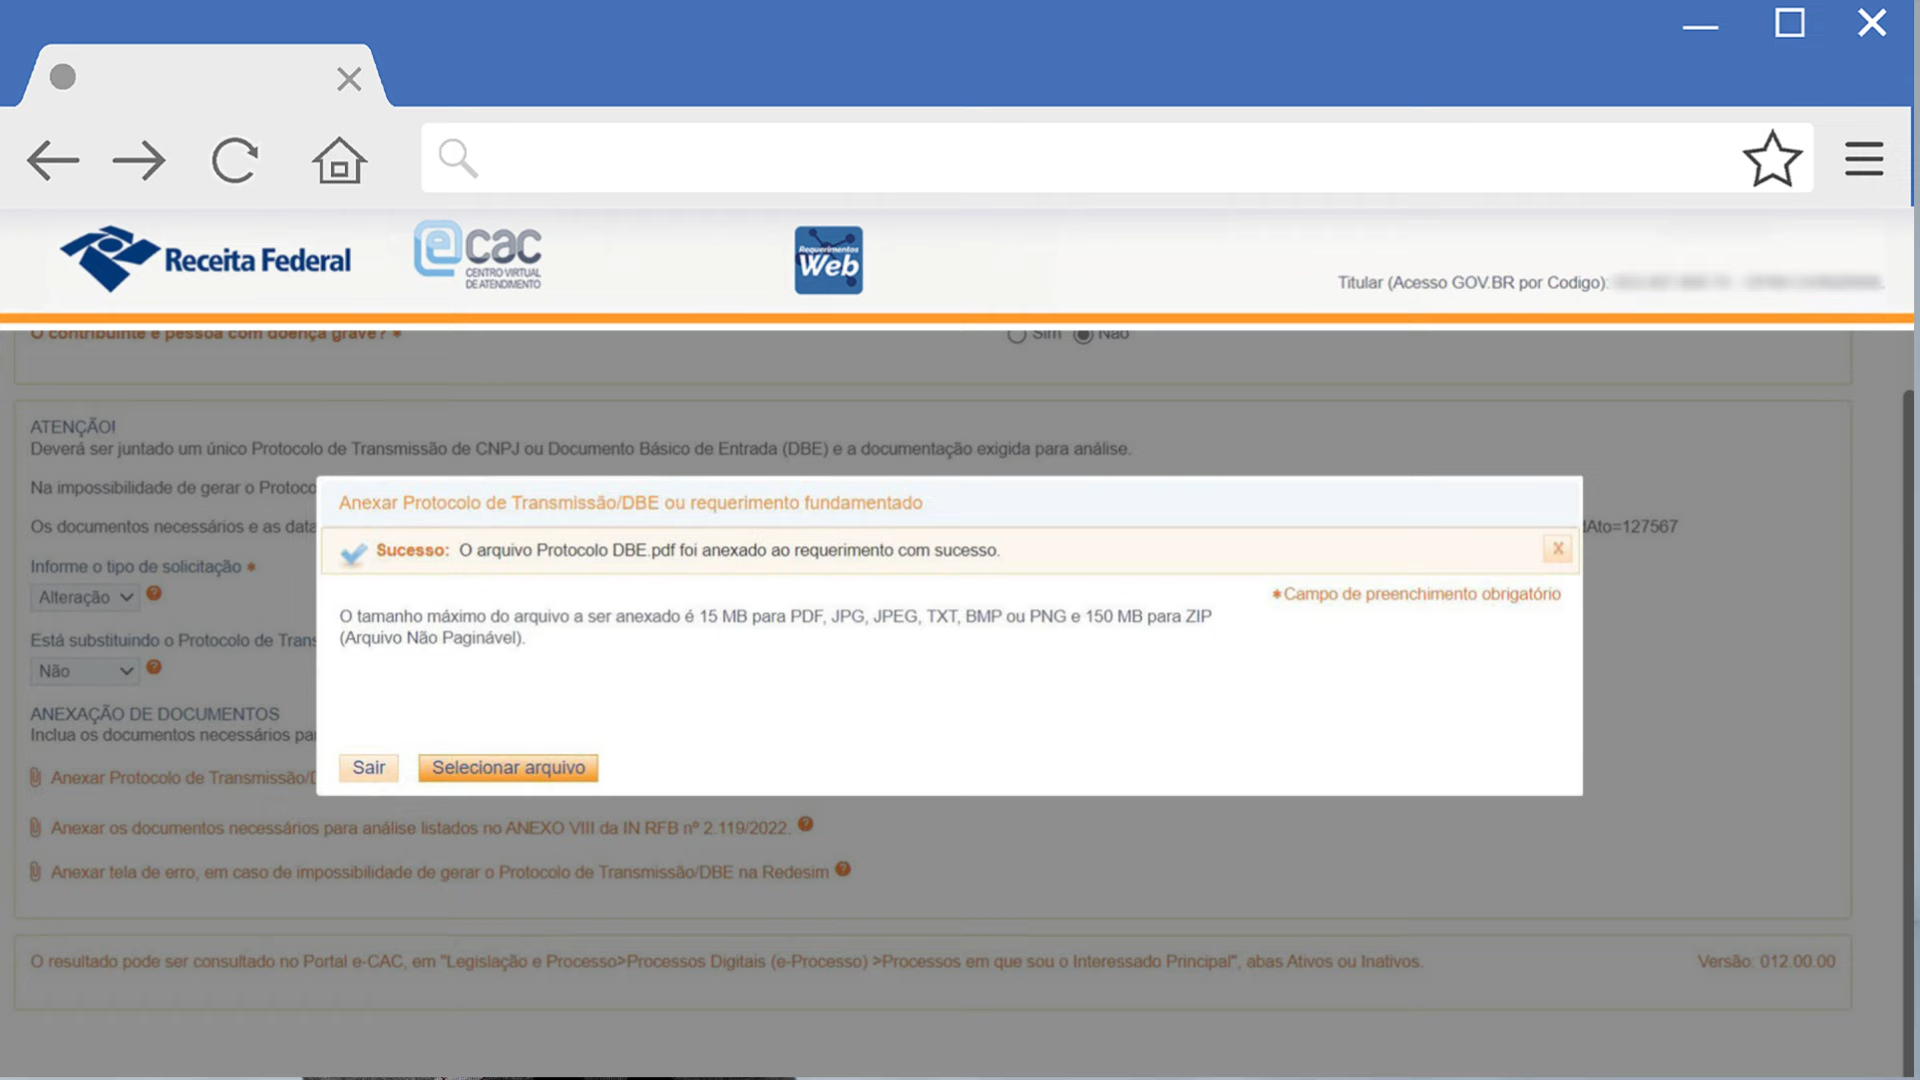 Receita Federal
e cac
CENTRO VIRTUAL
DE ATENDIMENTO
Requerimentos
Web
Titular (Acesso GOV.BR por Codigo):
O contribuinte é pessoa com doença grave? *
Sim Não
ATENÇÃO!
Deverá ser juntado um único Protocolo de Transmissão de CNPJ ou Documento Básico de Entrada (DBE) e a documentação exigida para análise.
Na impossibilidade de gerar o Protoco
Anexar Protocolo de Transmissão/DBE ou requerimento fundamentado
Os documentos necessários e as data
dAto=127567
Sucesso: O arquivo Protocolo DBE.pdf foi anexado ao requerimento com sucesso.
X
Informe o tipo de solicitação *
Alteração
?
* Campo de preenchimento obrigatório
O tamanho máximo do arquivo a ser anexado é 15 MB para PDF, JPG, JPEG, TXT, BMP ou PNG e 150 MB para ZIP
(Arquivo Não Paginável).
Está substituindo o Protocolo de Trans
Não
?
ANEXAÇÃO DE DOCUMENTOS
Inclua os documentos necessários pa
Sair
Selecionar arquivo
Anexar Protocolo de Transmissão/D
Anexar os documentos necessários para análise listados no ANEXO VIII da IN RFB nº 2.119/2022. ?
Anexar tela de erro, em caso de impossibilidade de gerar o Protocolo de Transmissão/DBE na Redesim ?
O resultado pode ser consultado no Portal e-CAC, em "Legislação e Processo>Processos Digitais (e-Processo) >Processos em que sou o Interessado Principal", abas Ativos ou Inativos.
Versão: 012.00.00